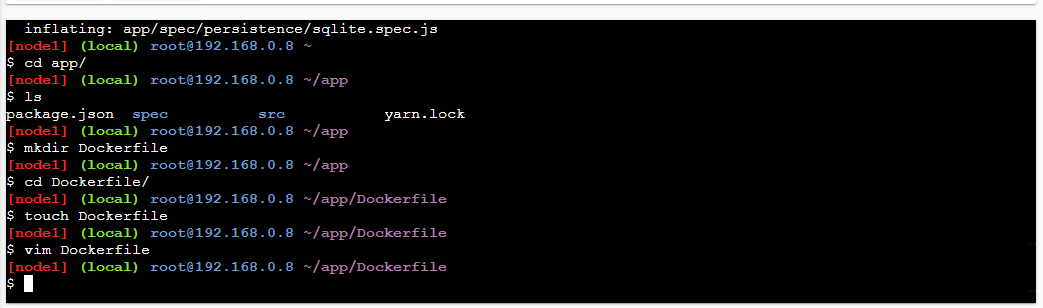 inflating: app/spec/persistence/sqlite.spec.js
[node1] (local) root@192.168.0.8 ~
$ cd app/
[node1] (local) root@192.168.0.8 ~/app
$ ls
package.json  spec          src           yarn.lock
[node1] (local) root@192.168.0.8 ~/app
$ mkdir Dockerfile
[node1] (local) root@192.168.0.8 ~/app
$ cd Dockerfile/
[node1] (local) root@192.168.0.8 ~/app/Dockerfile
$ touch Dockerfile
[node1] (local) root@192.168.0.8 ~/app/Dockerfile
$ vim Dockerfile
[node1] (local) root@192.168.0.8 ~/app/Dockerfile
$